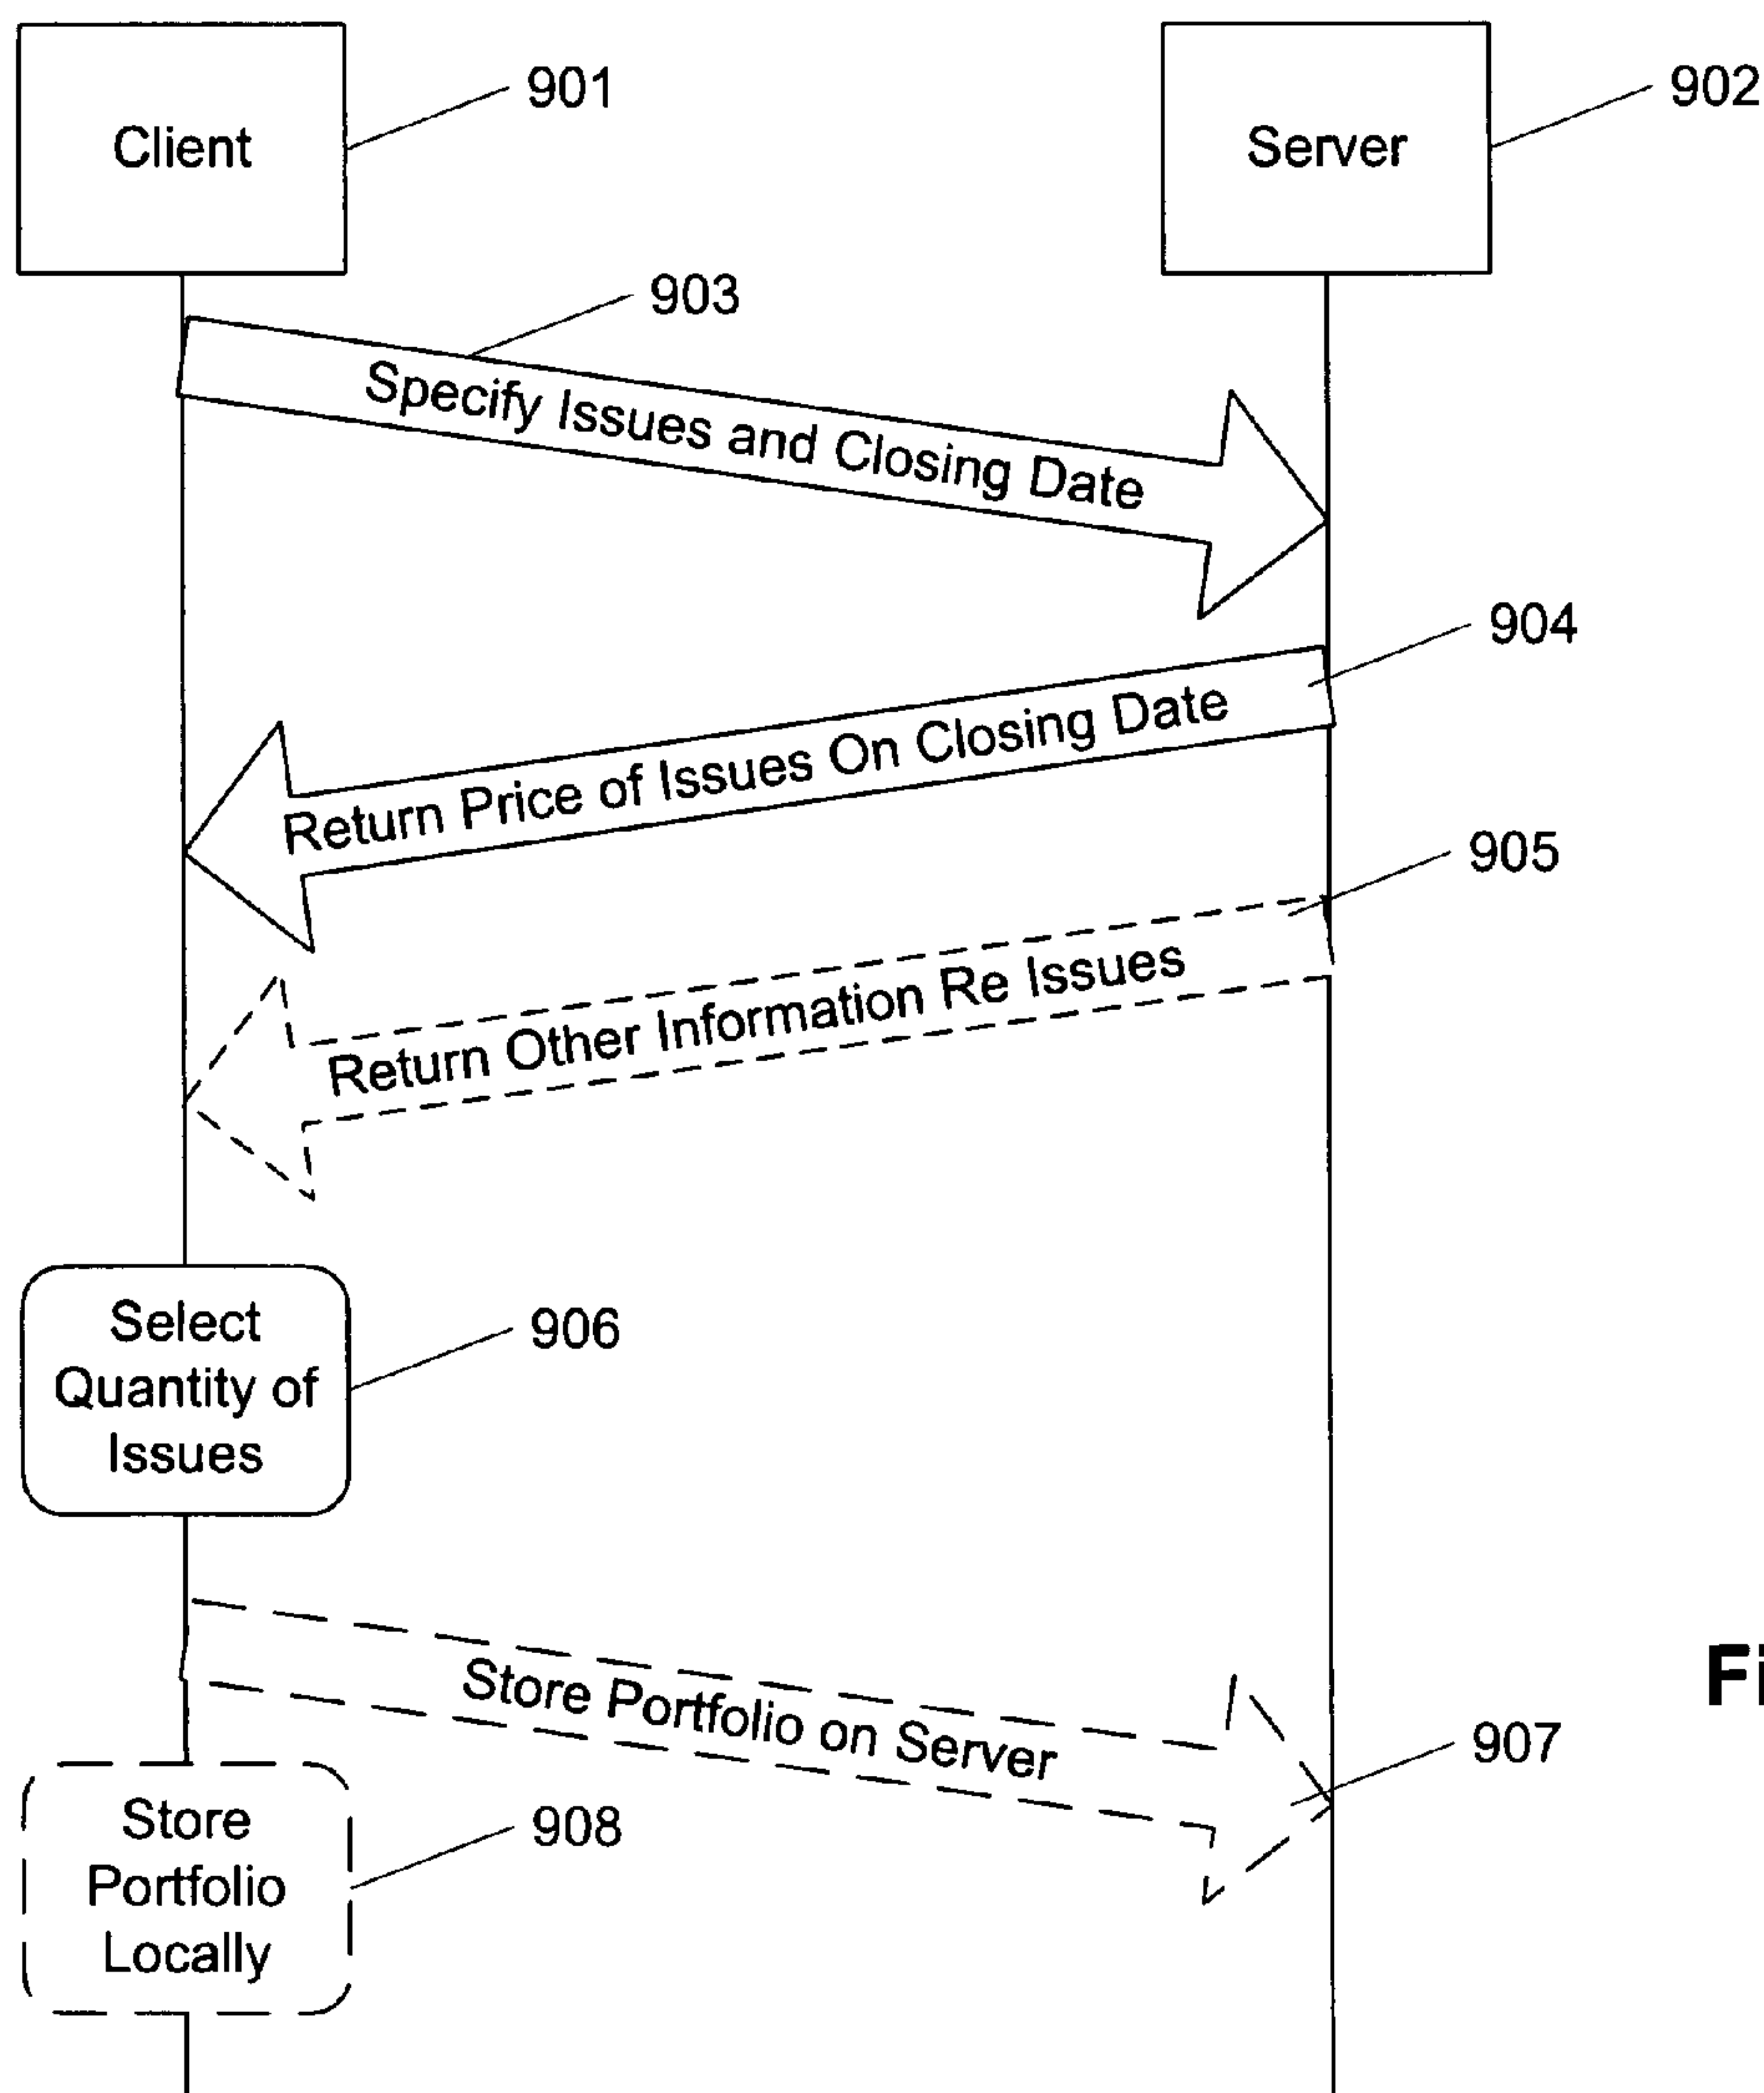 Client
901
Server
902
903
Specify Issues and Closing Date
904
Return Price of Issues On Closing Date
905
Return Other Information Re Issues
Select
Quantity of
Issues
906
Store Portfolio on Server
907
Store
Portfolio
Locally
908